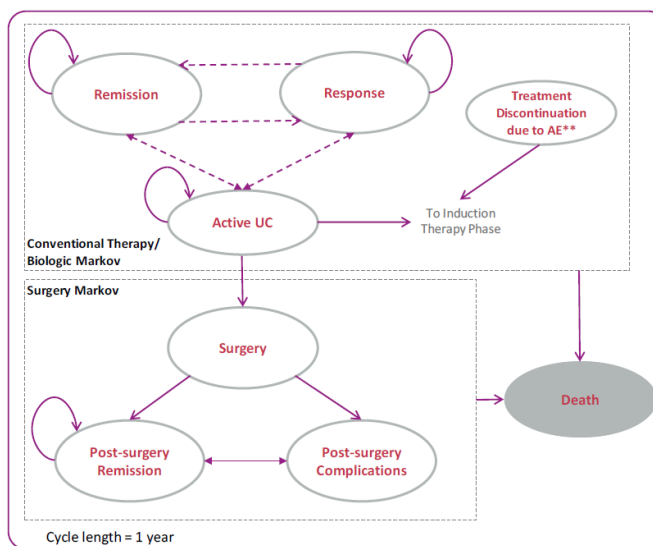 Remission
Response
Treatment
Discontinuation
due to AE**
Active UC
To Induction
Therapy Phase
Conventional Therapy/
Biologic Markov
Surgery Markov
Surgery
Death
Post-surgery
Remission
Post-surgery
Complications
Cycle length = 1 year